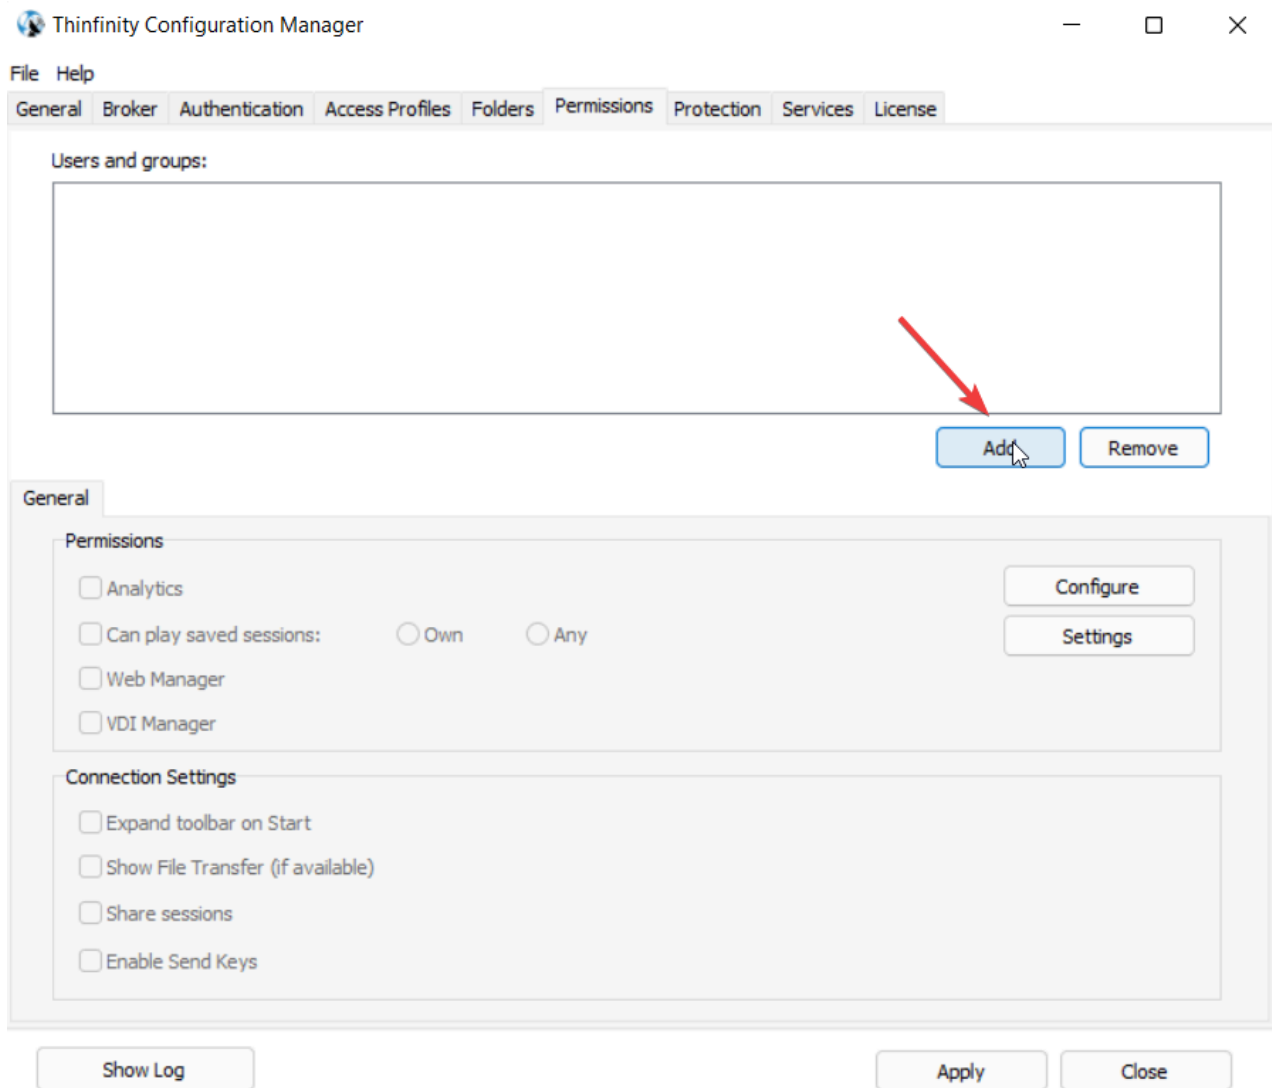 Thinfinity Configuration Manager
File Help
General Broker Authentication Access Profiles Folders Permissions Protection Services License
Users and groups:
Add Remove
General
Permissions
Analytics Configure
Can play saved sessions: Own Any Settings
Web Manager
VDI Manager
Connection Settings
Expand toolbar on Start
Show File Transfer (if available)
Share sessions
Enable Send Keys
Show Log Apply Close